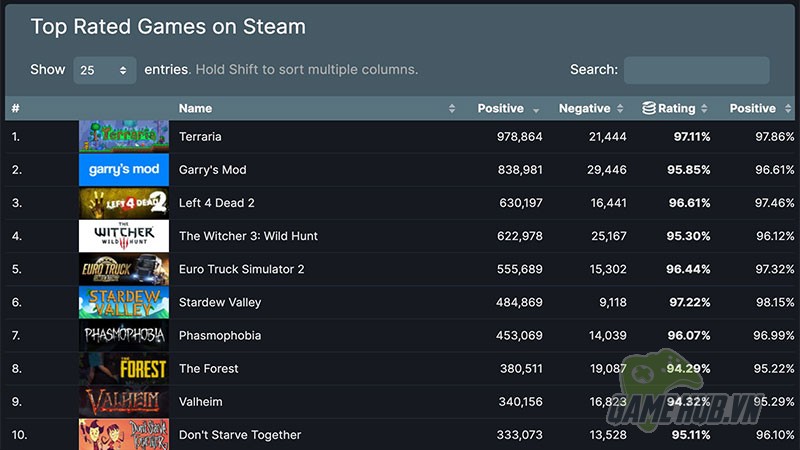 Top Rated Games on Steam
Show 25 entries. Hold Shift to sort multiple columns. Search:
# Name Positive Negative Rating Positive
1. Terraria Terraria 978,864 21,444 97.11% 97.86%
2. garry's mod Garry's Mod 838,981 29,446 95.85% 96.61%
3. LEFT 4 DEAD 2 Left 4 Dead 2 630,197 16,441 96.61% 97.46%
4. THE WITCHER WILD HUNT The Witcher 3: Wild Hunt 622,978 25,167 95.30% 96.12%
5. EURO TRUCK Euro Truck Simulator 2 555,689 15,302 96.44% 97.32%
6. STARDEW VALLEY Stardew Valley 484,869 9,118 97.22% 98.15%
7. PHASMOPHOBIA Phasmophobia 453,069 14,039 96.07% 96.99%
8. THE FOREST The Forest 380,511 19,087 94.29% 95.22%
9. VALHEIM Valheim 340,156 16,823 94.32% 95.29%
10. Don't Starve Together 333,073 13,528 95.11% 96.10%
GAMEHUB.VN